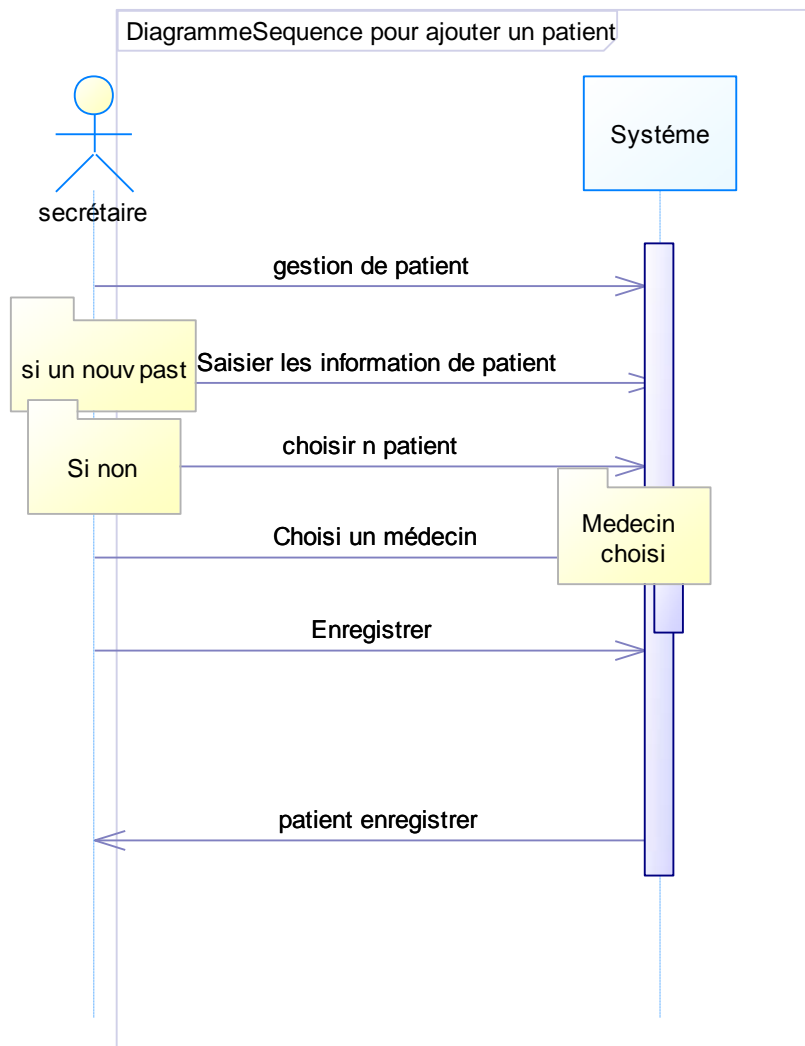 DiagrammeSequence pour ajouter un patient
Systéme
secrétaire
gestion de patient
si un nouv past
Saisier les information de patient
Si non
choisir n patient
Medecin
choisi
Choisi un médecin
Enregistrer
patient enregistrer